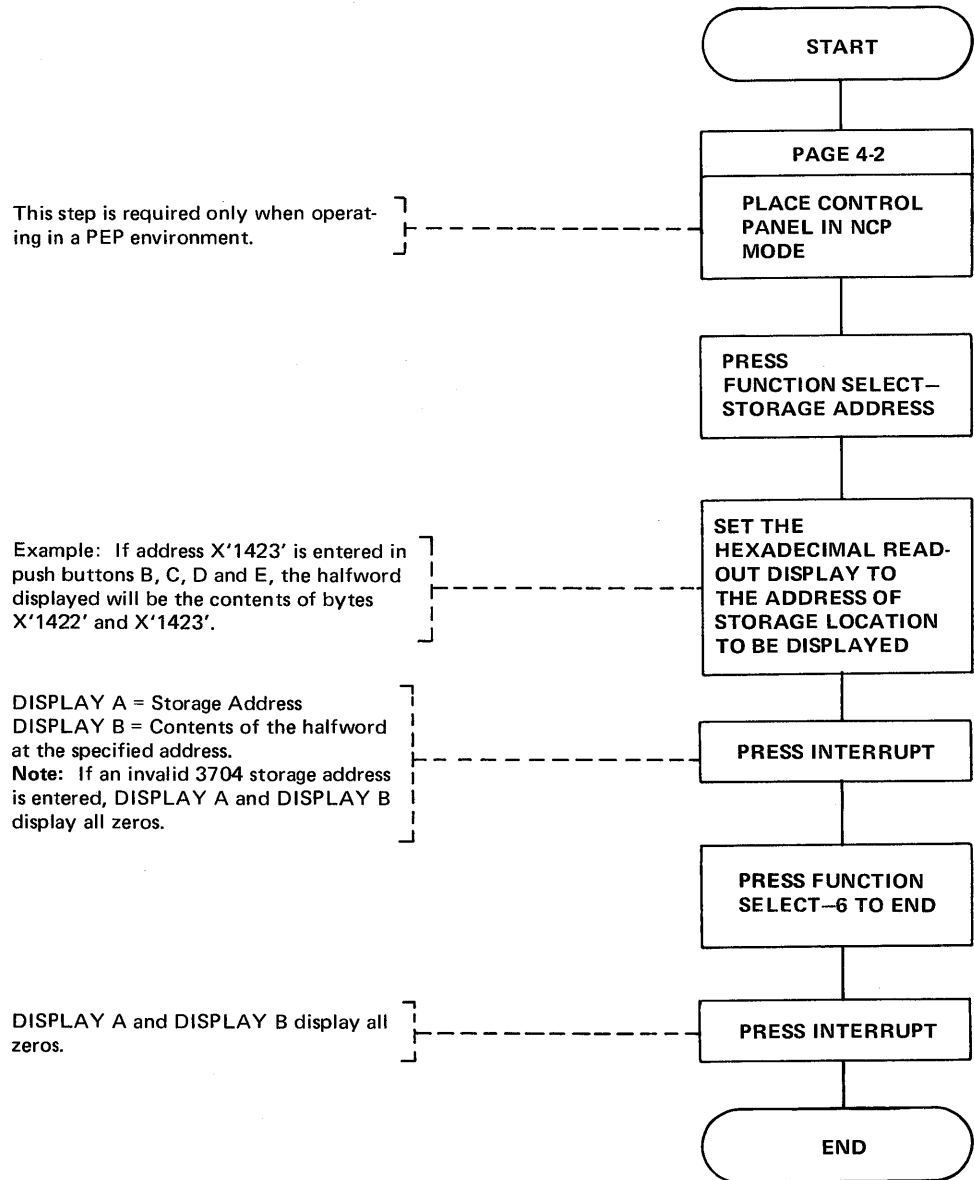 START
PAGE 4-2
This step is required only when operat-
ing in a PEP environment.
PLACE CONTROL
PANEL IN NCP
MODE
PRESS
FUNCTION SELECT—
STORAGE ADDRESS
Example: If address X'1423' is entered in
push buttons B, C, D and E, the halfword
displayed will be the contents of bytes
X'1422' and X'1423'.
SET THE
HEXADECIMAL READ-
OUT DISPLAY TO
THE ADDRESS OF
STORAGE LOCATION
TO BE DISPLAYED
DISPLAY A = Storage Address
DISPLAY B = Contents of the halfword
at the specified address.
Note: If an invalid 3704 storage address
is entered, DISPLAY A and DISPLAY B
display all zeros.
PRESS INTERRUPT
PRESS FUNCTION
SELECT—6 TO END
DISPLAY A and DISPLAY B display all
zeros.
PRESS INTERRUPT
END